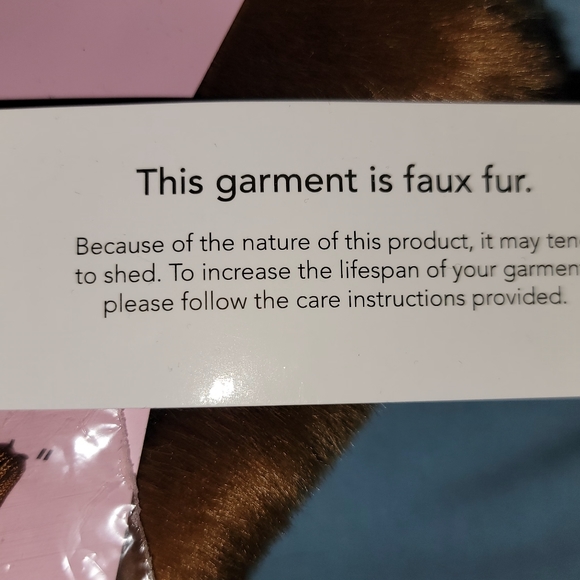 This garment is faux fur.
Because of the nature of this product, it may ten
to shed. To increase the lifespan of your garmen
please follow the care instructions provided.
"